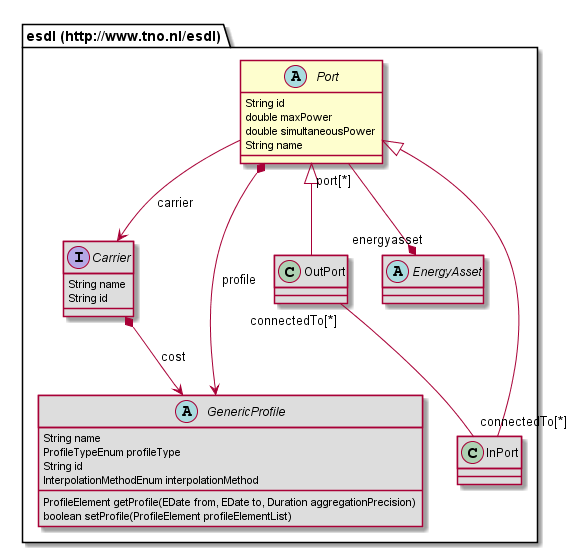 esdl (http://www.tno.nl/esdl)
A Port
String id
double maxPower
double simultaneousPower
String name
port[*]
carrier
energyasset
I Carrier
String name
String id
profile
C OutPort
A EnergyAsset
connectedTo[*]
cost
A GenericProfile
String name
ProfileTypeEnum profileType
String id
InterpolationMethodEnum interpolationMethod
ProfileElement getProfile(EDate from, EDate to, Duration aggregationPrecision)
boolean setProfile(ProfileElement profileElementList)
connectedTo[*]
C InPort